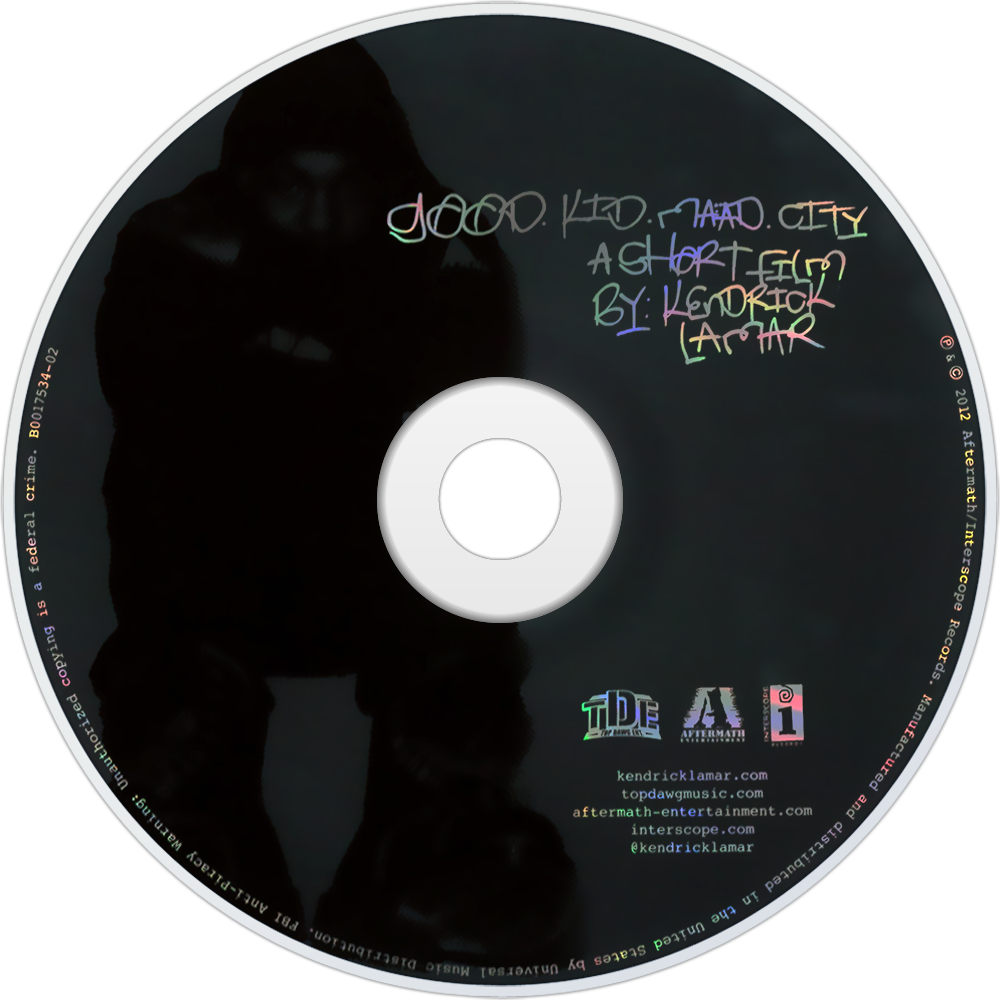 gOOD. KID. mAAD. CITY
A SHORT fiLm
BY: KENDRICK
LAMAR
TDE
TOP DAWG ENT.
AFTERMATH
ENTERTAINMENT
INTERSCOPE
i
RECORDS
kendricklamar.com
topdawgmusic.com
aftermath-entertainment.com
interscope.com
@kendricklamar
℗ & © 2012 Aftermath/Interscope Records. Manufactured and distributed in the United States by Universal Music Distribution. FBI Anti-Piracy Warning: Unauthorized copying is a federal crime. B0017534-02